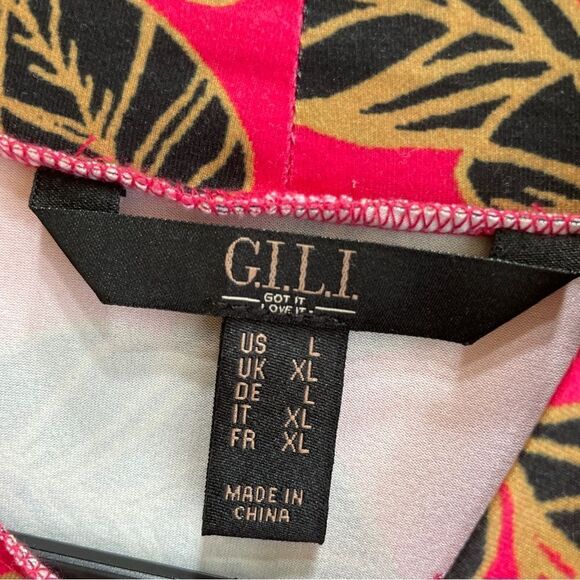 G.I.L.I.
GOT IT
LOVE IT
US L
UK XL
DE L
IT XL
FR XL
MADE IN
CHINA